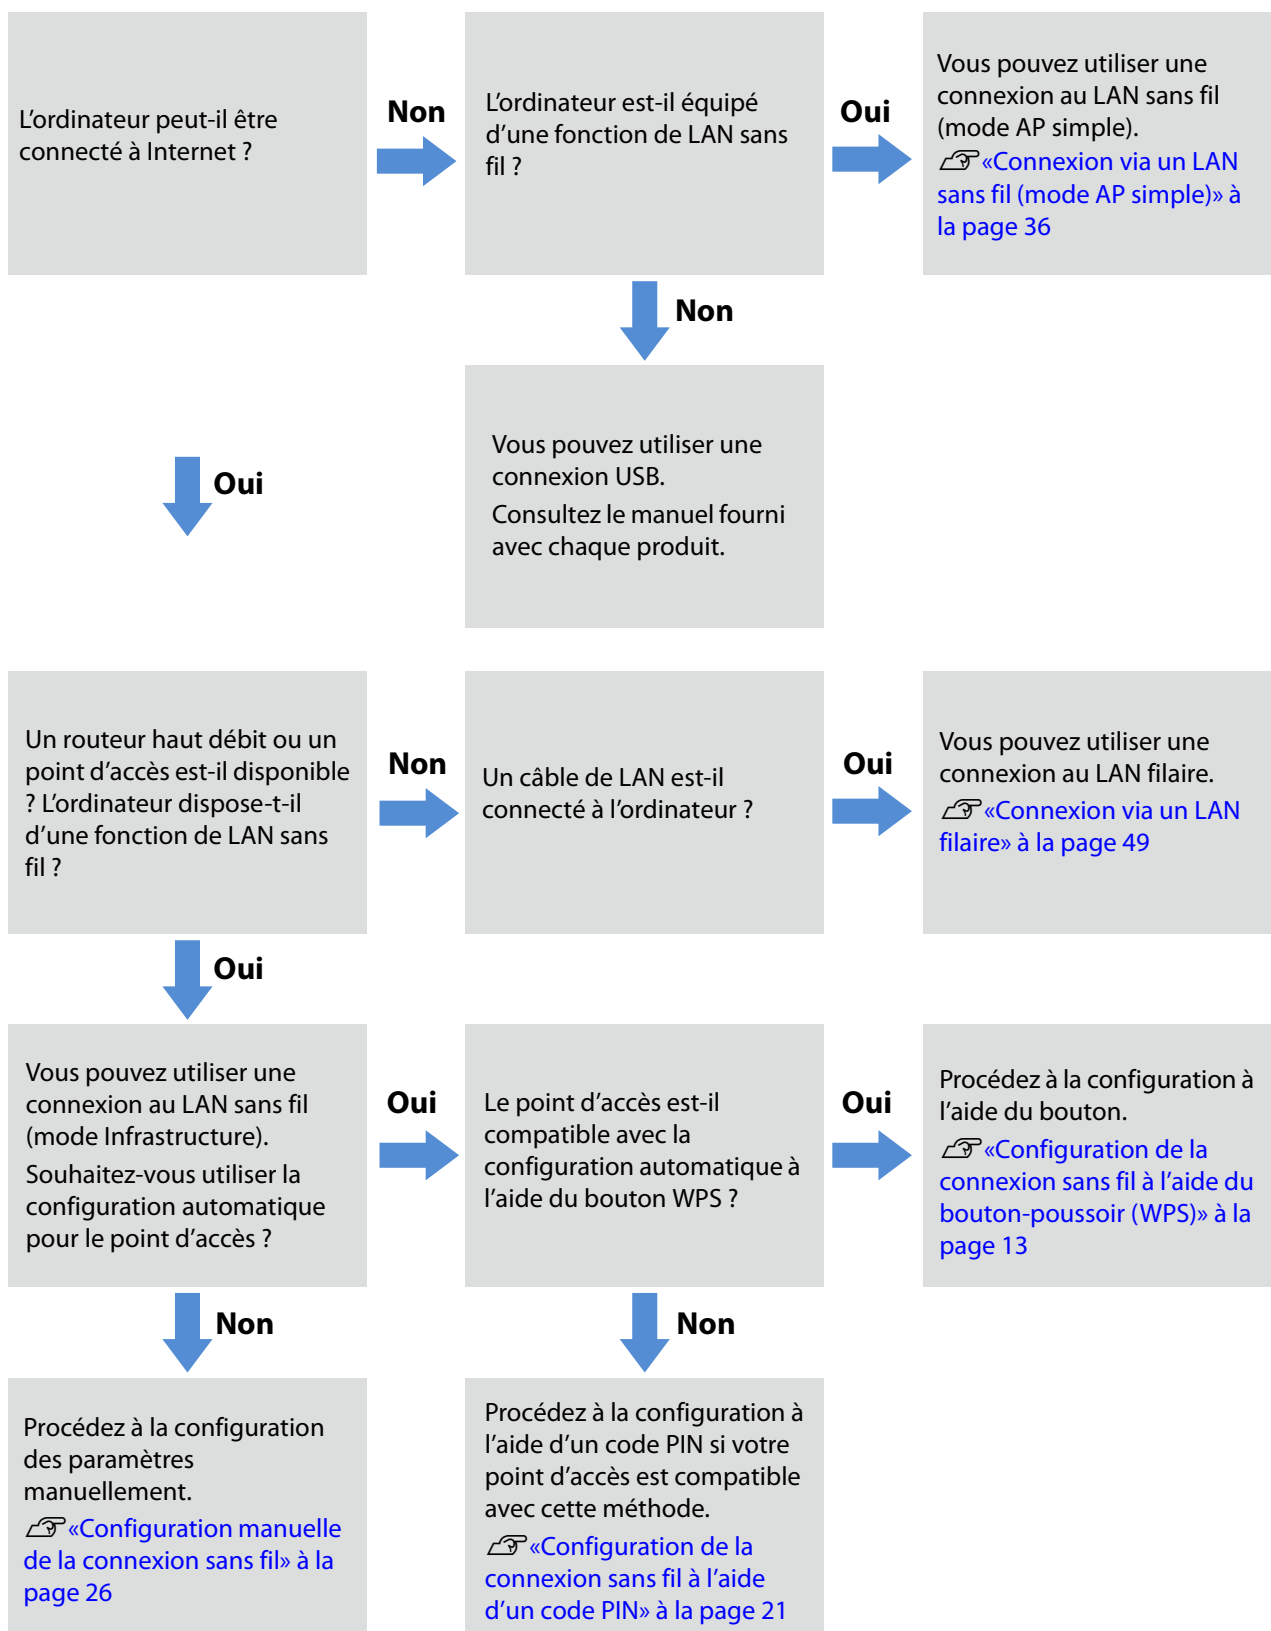 L’ordinateur peut-il être
connecté à Internet ?
Non
L’ordinateur est-il équipé
d’une fonction de LAN sans
fil ?
Oui
Vous pouvez utiliser une
connexion au LAN sans fil
(mode AP simple).
«Connexion via un LAN
sans fil (mode AP simple)» à
la page 36
Non
Oui
Vous pouvez utiliser une
connexion USB.
Consultez le manuel fourni
avec chaque produit.
Un routeur haut débit ou un
point d’accès est-il disponible
? L’ordinateur dispose-t-il
d’une fonction de LAN sans
fil ?
Non
Un câble de LAN est-il
connecté à l’ordinateur ?
Oui
Vous pouvez utiliser une
connexion au LAN filaire.
«Connexion via un LAN
filaire» à la page 49
Oui
Vous pouvez utiliser une
connexion au LAN sans fil
(mode Infrastructure).
Souhaitez-vous utiliser la
configuration automatique
pour le point d’accès ?
Oui
Le point d’accès est-il
compatible avec la
configuration automatique à
l’aide du bouton WPS ?
Oui
Procédez à la configuration à
l’aide du bouton.
«Configuration de la
connexion sans fil à l’aide du
bouton-poussoir (WPS)» à la
page 13
Non
Non
Procédez à la configuration
des paramètres
manuellement.
«Configuration manuelle
de la connexion sans fil» à la
page 26
Procédez à la configuration à
l’aide d’un code PIN si votre
point d’accès est compatible
avec cette méthode.
«Configuration de la
connexion sans fil à l’aide
d’un code PIN» à la page 21